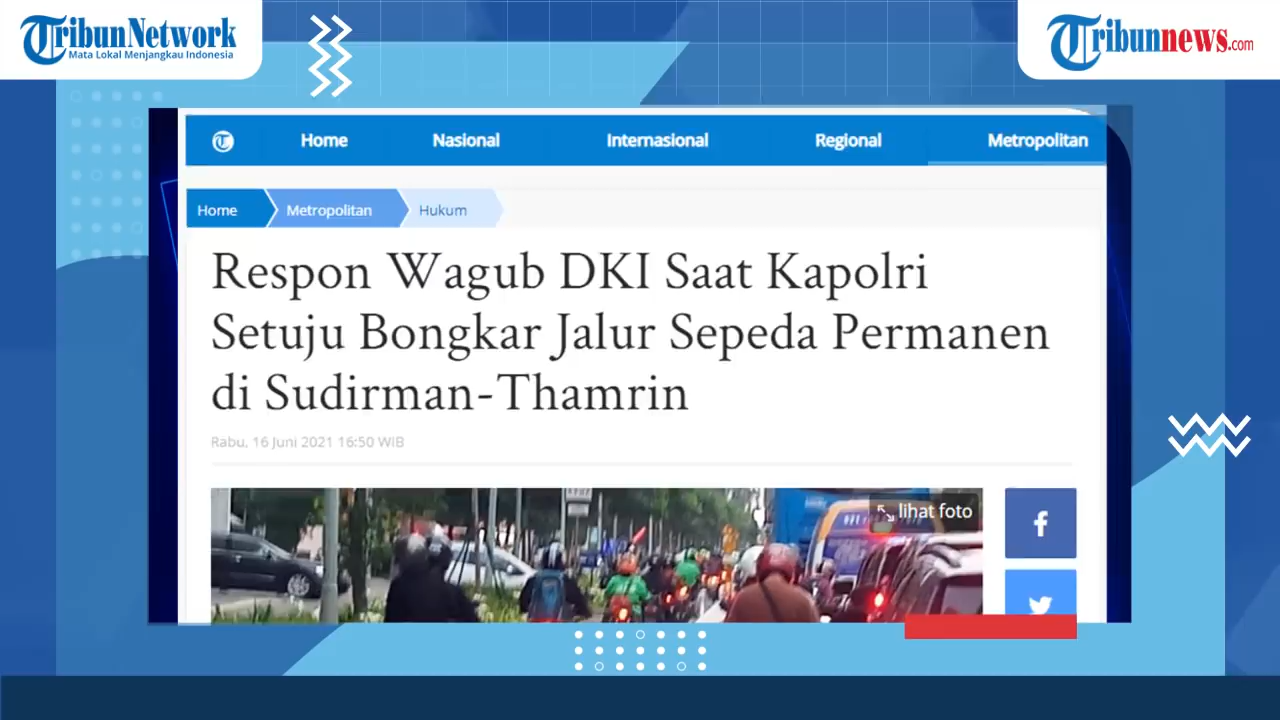 TribunNetwork
Mata Lokal Menjangkau Indonesia
Tribunnews.com
Home Nasional Internasional Regional Metropolitan
Home Metropolitan Hukum
Respon Wagub DKI Saat Kapolri
Setuju Bongkar Jalur Sepeda Permanen
di Sudirman-Thamrin
Rabu, 16 Juni 2021 16:50 WIB
lihat foto